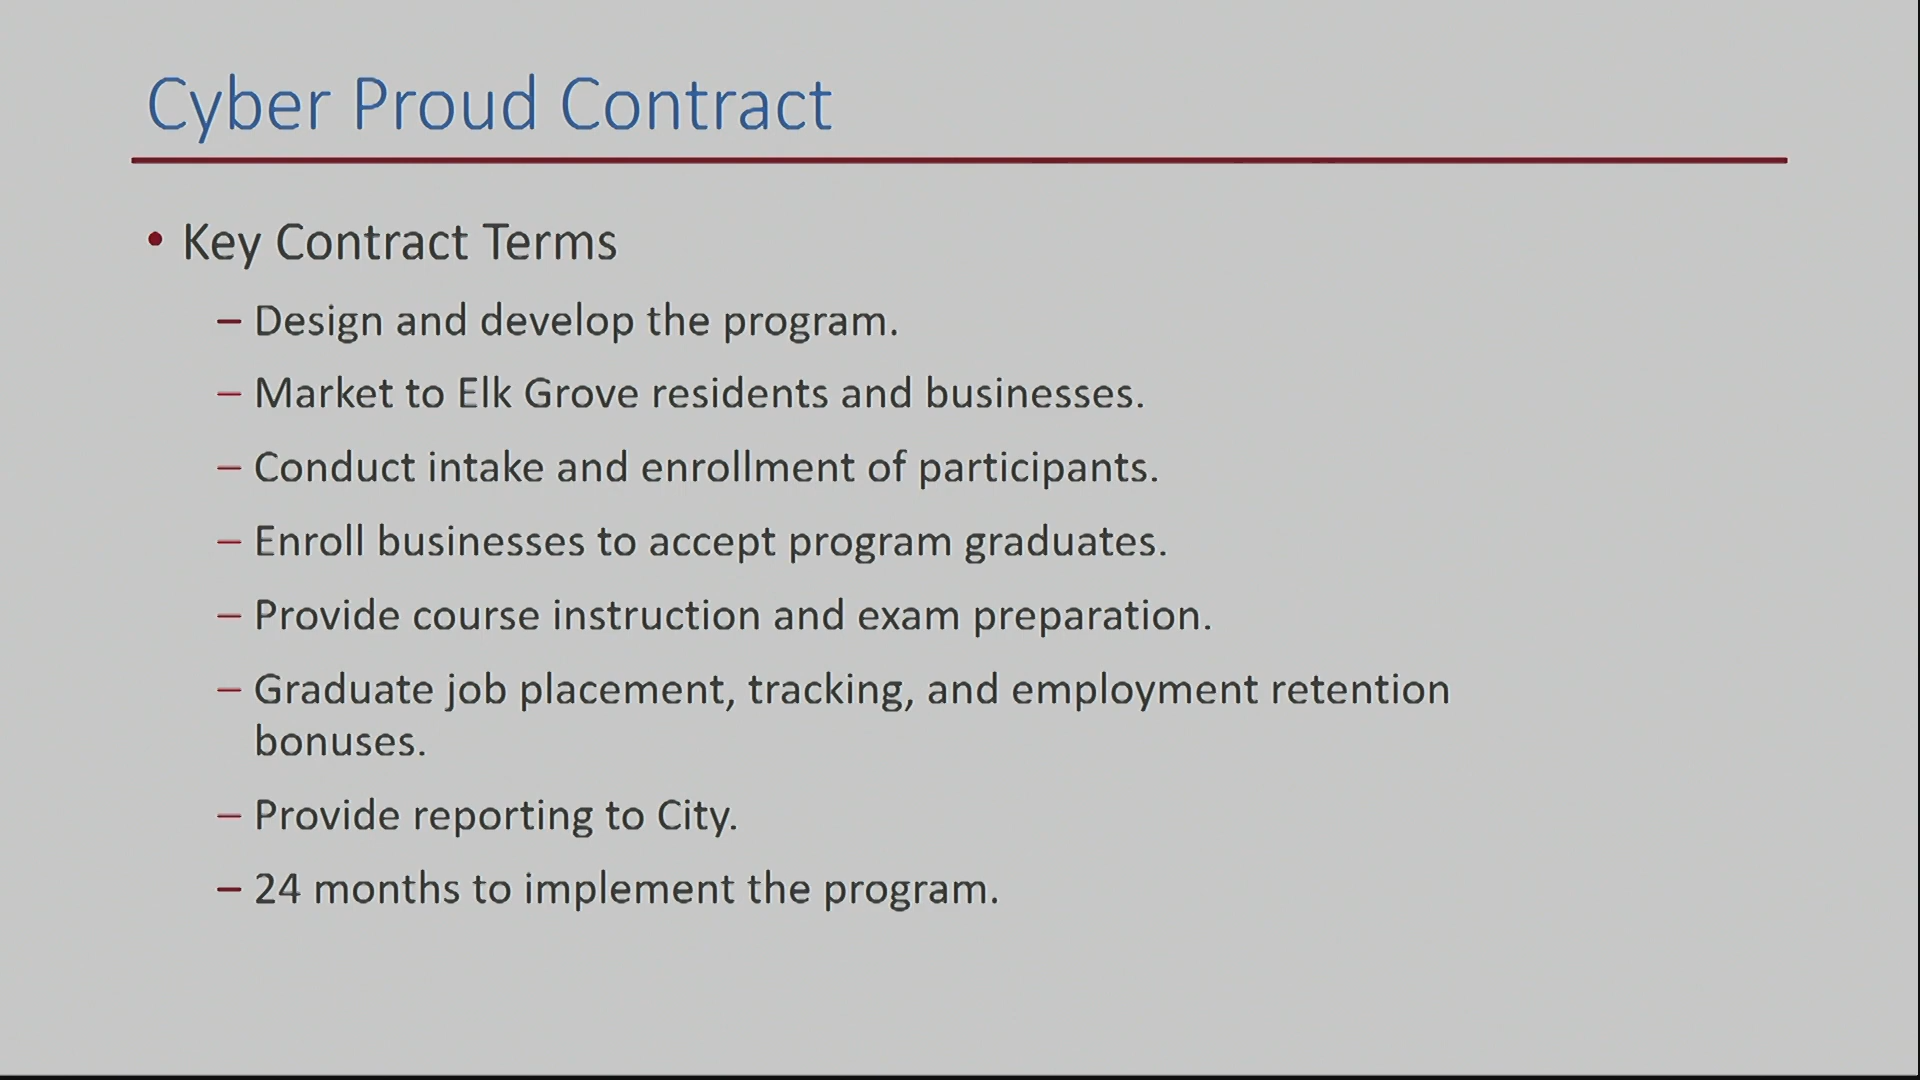 Cyber Proud Contract
• Key Contract Terms
– Design and develop the program.
– Market to Elk Grove residents and businesses.
– Conduct intake and enrollment of participants.
– Enroll businesses to accept program graduates.
– Provide course instruction and exam preparation.
– Graduate job placement, tracking, and employment retention
bonuses.
– Provide reporting to City.
– 24 months to implement the program.